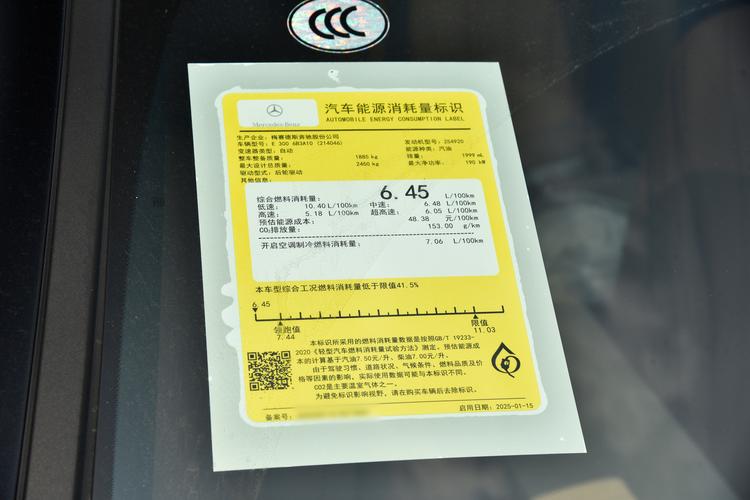 CCC
汽车能源消耗量标识
AUTOMOBILE ENERGY CONSUMPTION LABEL
Mercedes-Benz
生产企业：梅赛德斯奔驰股份公司
车辆型号：E 300 6B3A10 (214046) 发动机型号：254920
变速器类型：自动 能源种类：汽油
整车整备质量：1885 kg 排量：1999 mL
最大设计总质量：2450 kg 最大净功率：190 kW
驱动型式：后轮驱动
其他信息：
综合燃料消耗量：6.45 L/100km
低速：10.40 L/100km 中速：6.48 L/100km
高速：5.18 L/100km 超高速：6.05 L/100km
预估能源成本：48.38 元/100km
CO₂排放量：153.00 g/km
开启空调制冷燃料消耗量：7.06 L/100km
本车型综合工况燃料消耗量低于限值41.5%
6.45
领跑值 限值
7.44 11.03
本标识所采用的燃料消耗量数据是按照GB/T 19233-
2020《轻型汽车燃料消耗量试验方法》测定，预估能源成
本的计算基于汽油7.50元/升、柴油7.00元/升。
由于驾驶习惯、道路状况、气候条件、燃料品质及价
格等因素的影响，实际使用数据可能与本标识不同。
CO2是主要温室气体之一。
为避免标识影响视野，请在购买车辆后去除标识。
备案号： 启用日期：2025-01-15